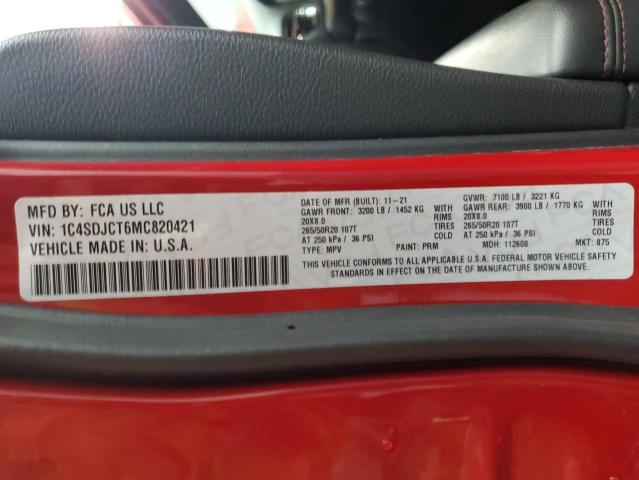 MFD BY: FCA US LLC
VIN: 1C4SDJCT6MC820421
VEHICLE MADE IN: U.S.A.
DATE OF MFR (BUILT): 11-21
GAWR FRONT: 3200 LB / 1452 KG WITH
20X8.0 RIMS
265/50R20 107T TIRES
AT 250 kPa / 36 PSI COLD
TYPE: MPV PAINT: PRM
GVWR: 7100 LB / 3221 KG
GAWR REAR: 3900 LB / 1770 KG WITH
20X8.0 RIMS
265/50R20 107T TIRES
AT 250 kPa / 36 PSI COLD
MDH: 112608 MKT: 875
THIS VEHICLE CONFORMS TO ALL APPLICABLE U.S.A. FEDERAL MOTOR VEHICLE SAFETY
STANDARDS IN EFFECT ON THE DATE OF MANUFACTURE SHOWN ABOVE.